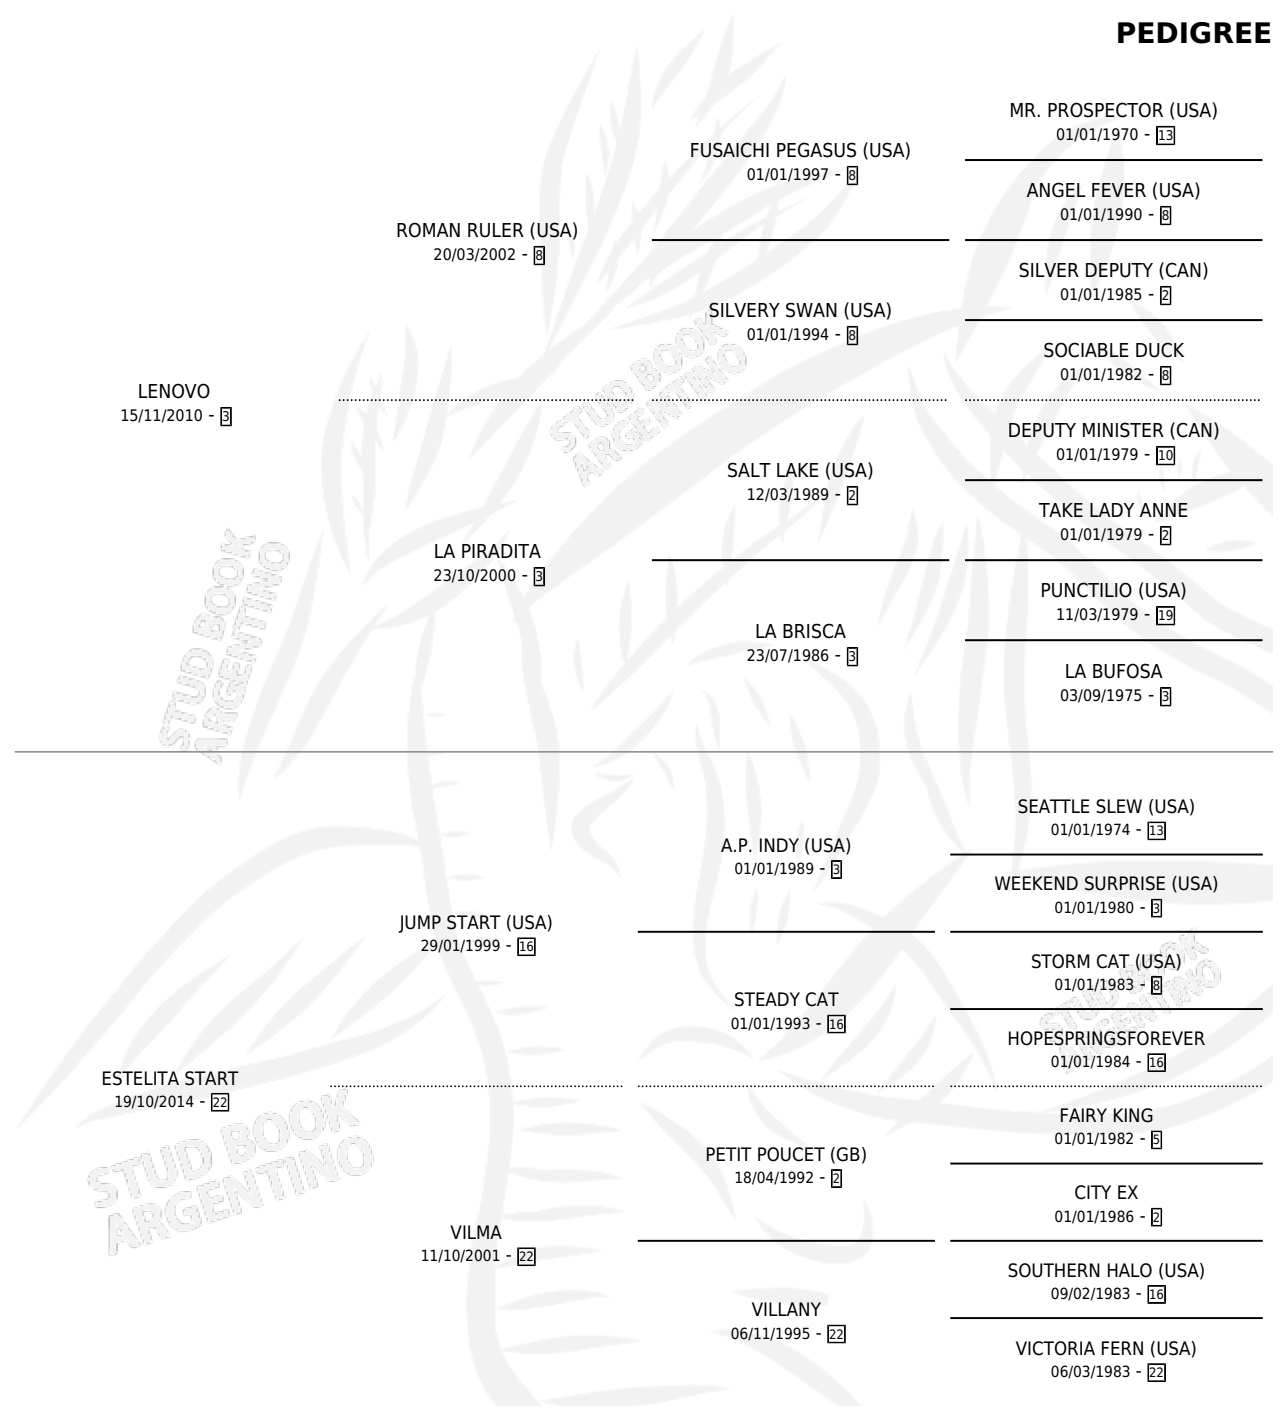 PEDIGREE
MR. PROSPECTOR (USA)
01/01/1970 - 13
FUSAICHI PEGASUS (USA)
01/01/1997 - 8
ANGEL FEVER (USA)
01/01/1990 - 8
ROMAN RULER (USA)
20/03/2002 - 8
SILVER DEPUTY (CAN)
01/01/1985 - 2
SILVERY SWAN (USA)
01/01/1994 - 8
SOCIABLE DUCK
01/01/1982 - 8
LENOVO
15/11/2010 - 3
DEPUTY MINISTER (CAN)
01/01/1979 - 10
SALT LAKE (USA)
12/03/1989 - 2
TAKE LADY ANNE
01/01/1979 - 2
LA PIRADITA
23/10/2000 - 3
PUNCTILIO (USA)
11/03/1979 - 19
LA BRISCA
23/07/1986 - 3
LA BUFOSA
03/09/1975 - 3
SEATTLE SLEW (USA)
01/01/1974 - 13
A.P. INDY (USA)
01/01/1989 - 3
WEEKEND SURPRISE (USA)
01/01/1980 - 3
JUMP START (USA)
29/01/1999 - 16
STORM CAT (USA)
01/01/1983 - 8
STEADY CAT
01/01/1993 - 16
HOPESPRINGSFOREVER
01/01/1984 - 16
ESTELITA START
19/10/2014 - 22
FAIRY KING
01/01/1982 - 5
PETIT POUCET (GB)
18/04/1992 - 2
CITY EX
01/01/1986 - 2
VILMA
11/10/2001 - 22
SOUTHERN HALO (USA)
09/02/1983 - 16
VILLANY
06/11/1995 - 22
VICTORIA FERN (USA)
06/03/1983 - 22
STUD BOOK
ARGENTINO
STUD BOOK
ARGENTINO
STUD BOOK
ARGENTINO
STUD BOOK
ARGENTINO